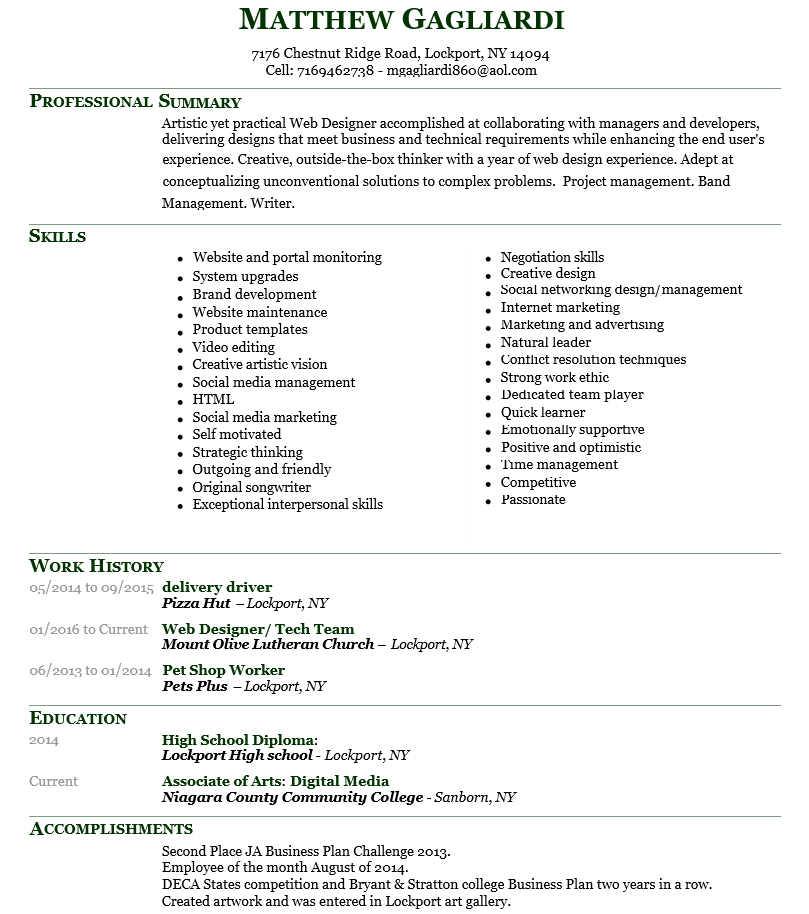 Matthew Gagliardi
7176 Chestnut Ridge Road, Lockport, NY 14094
Cell: 7169462738 - mgagliardi860@aol.com
Professional Summary
Artistic yet practical Web Designer accomplished at collaborating with managers and developers,
delivering designs that meet business and technical requirements while enhancing the end user's
experience. Creative, outside-the-box thinker with a year of web design experience. Adept at
conceptualizing unconventional solutions to complex problems.  Project management. Band
Management. Writer.
Skills
• Website and portal monitoring
• System upgrades
• Brand development
• Website maintenance
• Product templates
• Video editing
• Creative artistic vision
• Social media management
• HTML
• Social media marketing
• Self motivated
• Strategic thinking
• Outgoing and friendly
• Original songwriter
• Exceptional interpersonal skills
• Negotiation skills
• Creative design
• Social networking design/management
• Internet marketing
• Marketing and advertising
• Natural leader
• Conflict resolution techniques
• Strong work ethic
• Dedicated team player
• Quick learner
• Emotionally supportive
• Positive and optimistic
• Time management
• Competitive
• Passionate
Work History
05/2014 to 09/2015 delivery driver
Pizza Hut – Lockport, NY
01/2016 to Current Web Designer/ Tech Team
Mount Olive Lutheran Church – Lockport, NY
06/2013 to 01/2014 Pet Shop Worker
Pets Plus – Lockport, NY
Education
2014 High School Diploma:
Lockport High school - Lockport, NY
Current Associate of Arts: Digital Media
Niagara County Community College - Sanborn, NY
Accomplishments
Second Place JA Business Plan Challenge 2013.
Employee of the month August of 2014.
DECA States competition and Bryant & Stratton college Business Plan two years in a row.
Created artwork and was entered in Lockport art gallery.